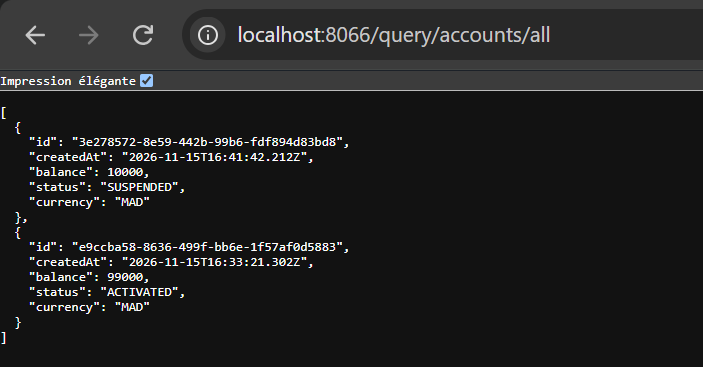 localhost:8066/query/accounts/all
Impression élégante
[
  {
    "id": "3e278572-8e59-442b-99b6-fdf894d83bd8",
    "createdAt": "2026-11-15T16:41:42.212Z",
    "balance": 10000,
    "status": "SUSPENDED",
    "currency": "MAD"
  },
  {
    "id": "e9ccba58-8636-499f-bb6e-1f57af0d5883",
    "createdAt": "2026-11-15T16:33:21.302Z",
    "balance": 99000,
    "status": "ACTIVATED",
    "currency": "MAD"
  }
]